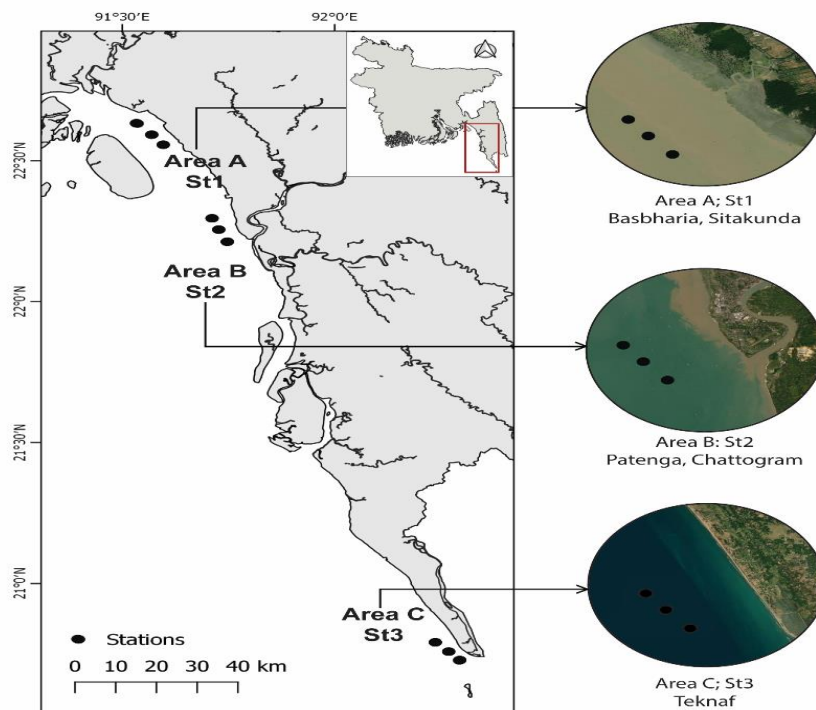 91°30'E
92°0'E
22°30'N
22°0'N
21°30'N
21°0'N
Area A
St1
Area B
St2
Area C
St3
Stations
0 10 20 30 40 km
Area A; St1
Basbharia, Sitakunda
Area B: St2
Patenga, Chattogram
Area C; St3
Teknaf